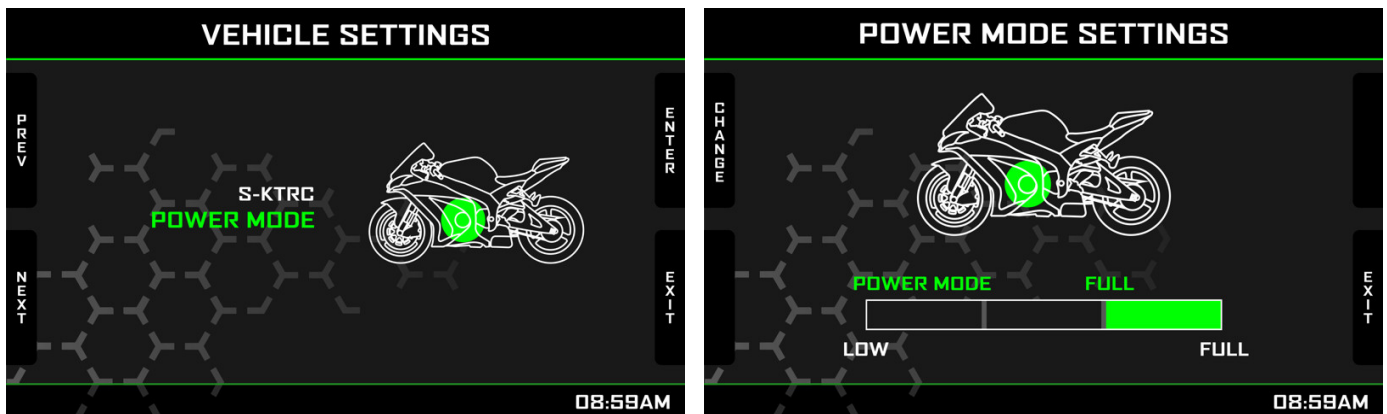 VEHICLE SETTINGS
PREV
ENTER
S-KTRC
POWER MODE
NEXT
EXIT
08:59AM
POWER MODE SETTINGS
CHANGE
POWER MODE FULL
EXIT
LOW FULL
08:59AM